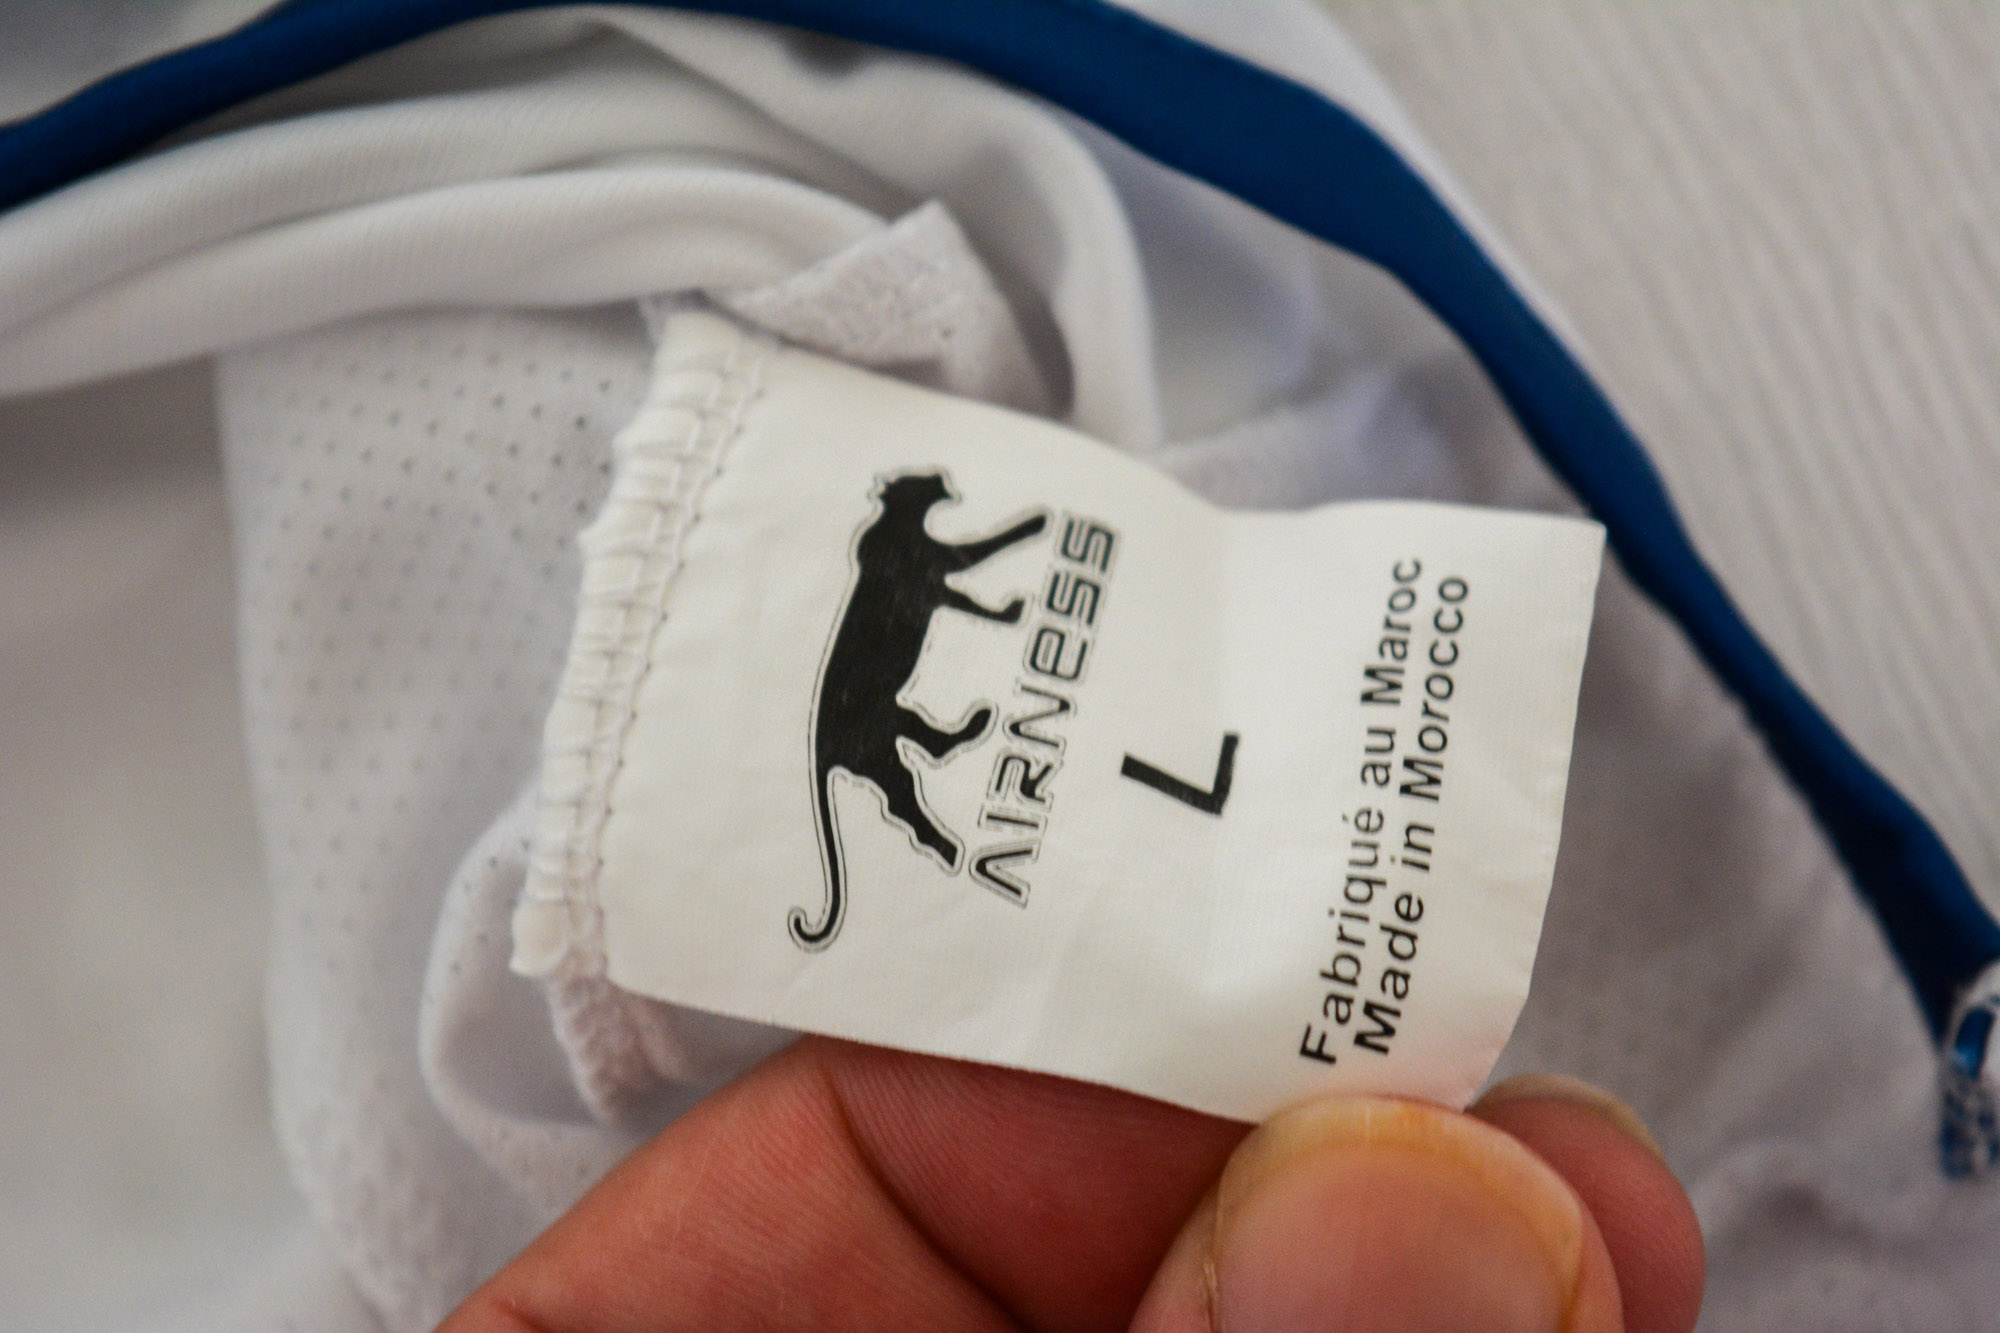 AIRNESS
L
Fabriqué au Maroc
Made in Morocco